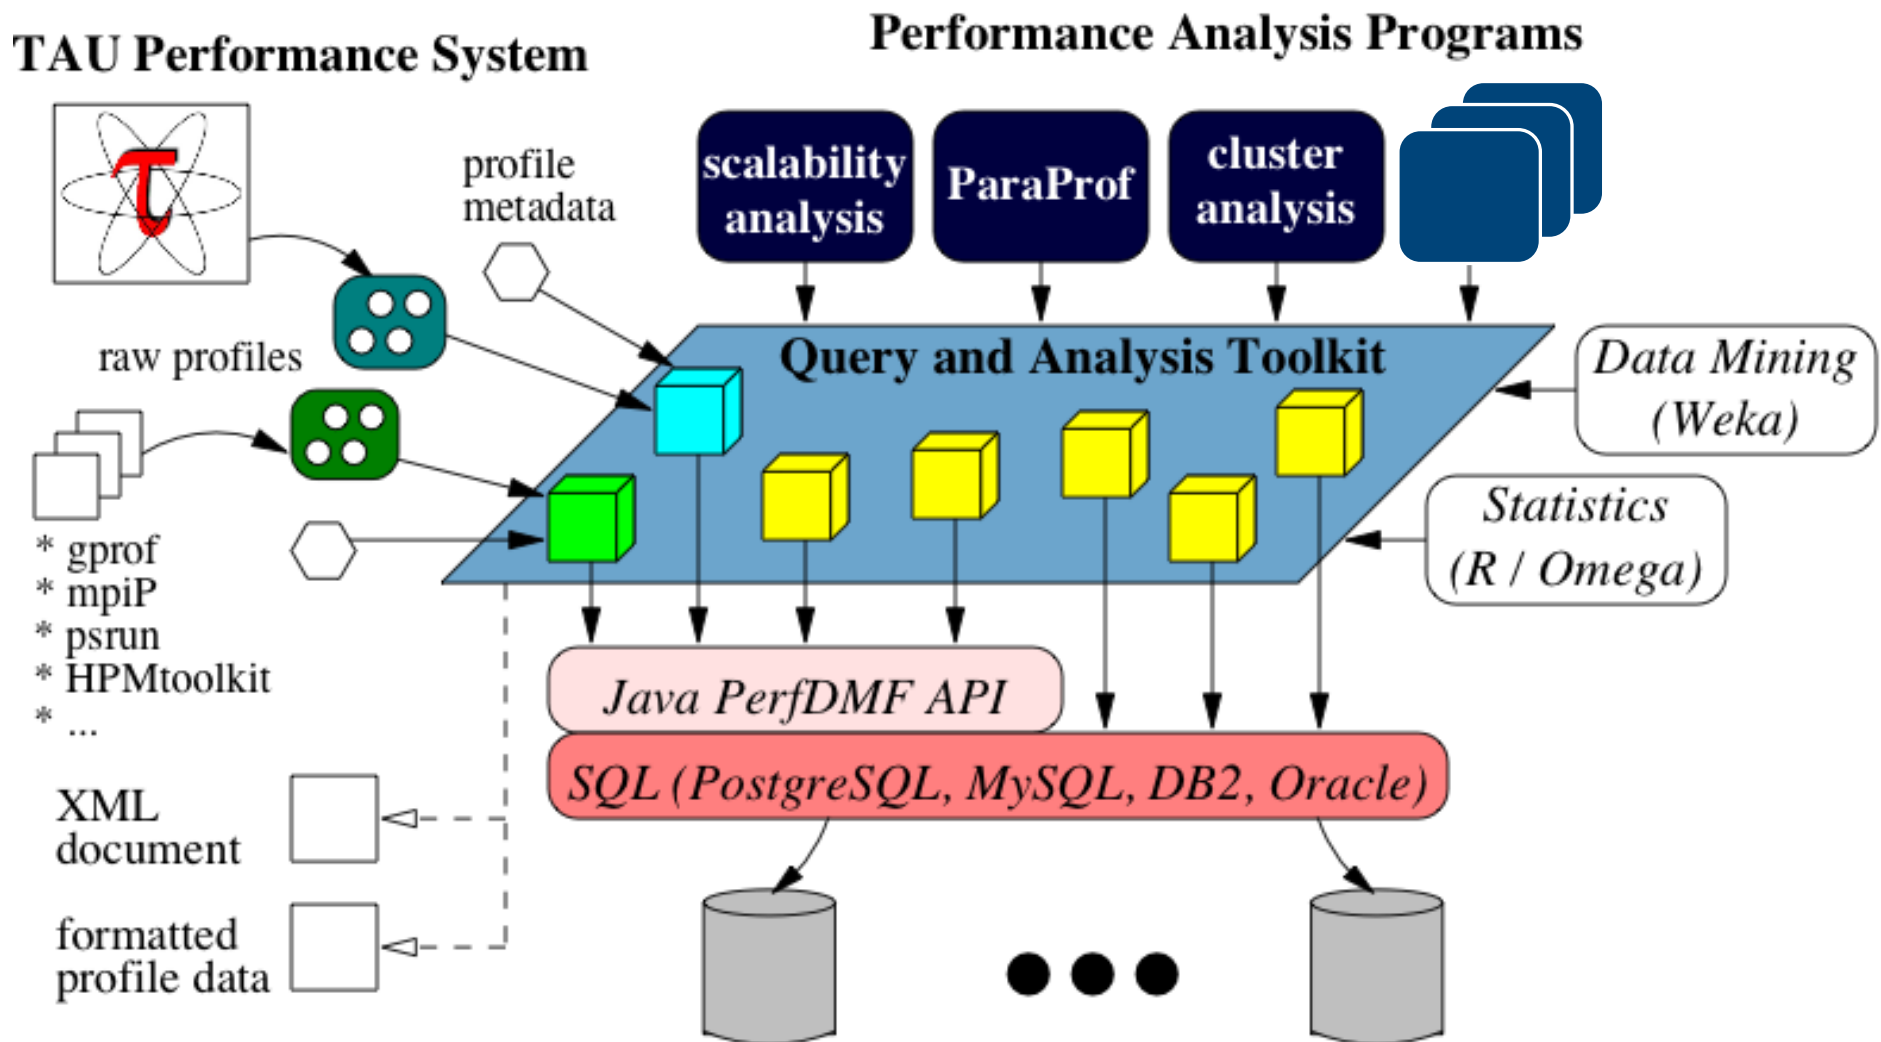 TAU Performance System
Performance Analysis Programs
τ
profile
metadata
scalability
analysis
ParaProf
cluster
analysis
raw profiles
Query and Analysis Toolkit
Data Mining
(Weka)
Statistics
(R / Omega)
* gprof
* mpiP
* psrun
* HPMtoolkit
* ...
Java PerfDMF API
SQL (PostgreSQL, MySQL, DB2, Oracle)
XML
document
formatted
profile data